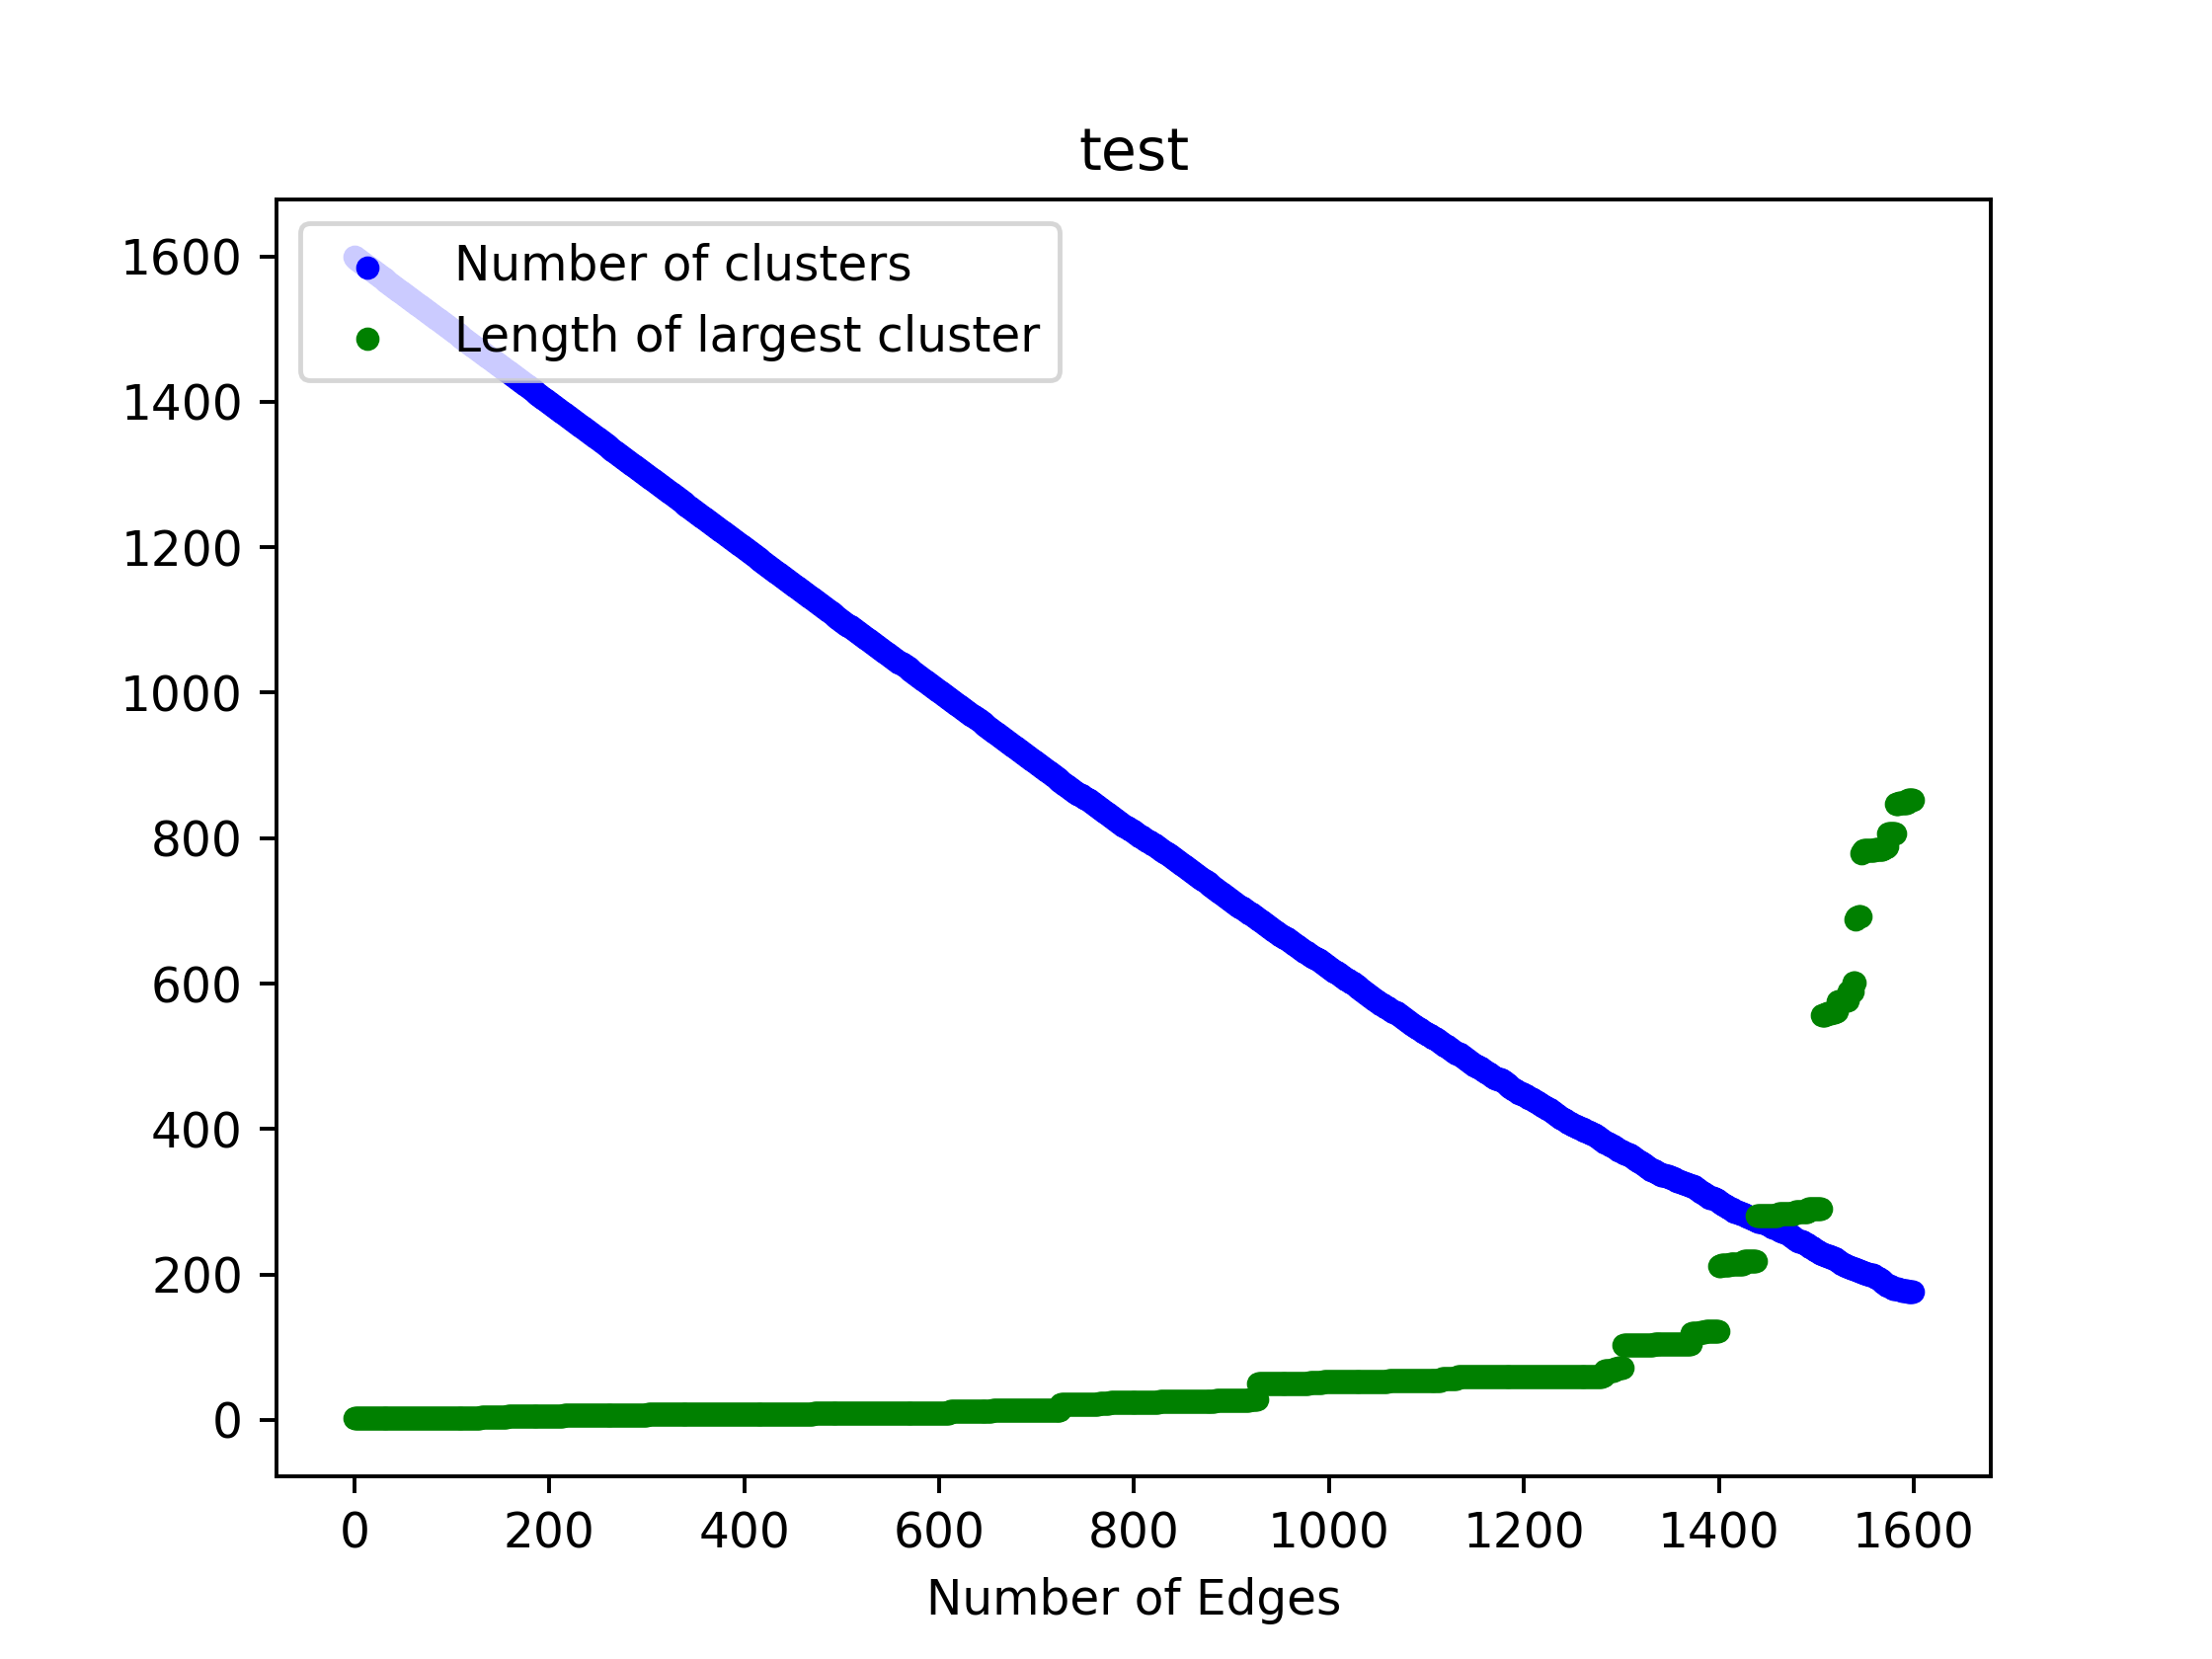 test
Number of clusters
Length of largest cluster
1600
1400
1200
1000
800
600
400
200
0
0 200 400 600 800 1000 1200 1400 1600
Number of Edges